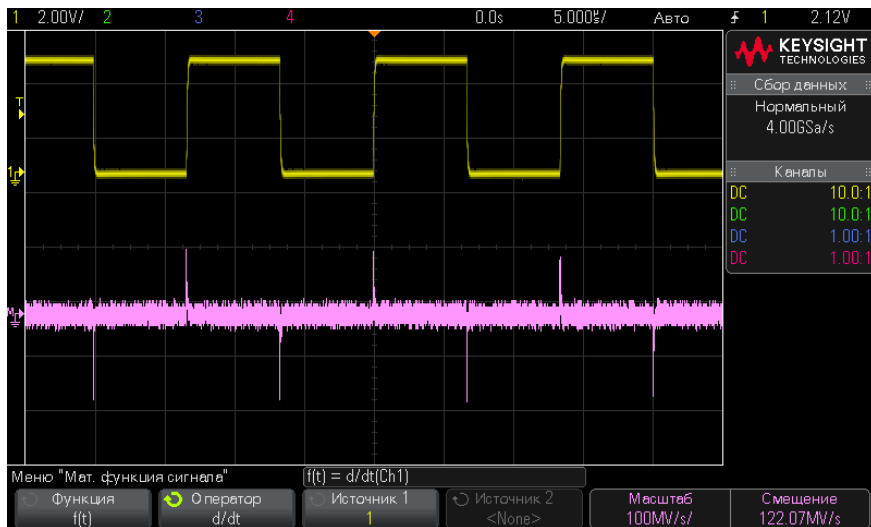 1 2.00V/ 2 3 4 0.0s 5.000µs/ Авто 1 2.12V
KEYSIGHT
TECHNOLOGIES
Сбор данных
Нормальный
4.00GSa/s
Каналы
DC 10.0:1
DC 10.0:1
DC 1.00:1
DC 1.00:1
T
1
M
Меню "Мат. функция сигнала" f(t) = d/dt(Ch1)
Функция Оператор Источник 1 Источник 2 Масштаб Смещение
f(t) d/dt 1 <None> 100MV/s/ 122.07MV/s